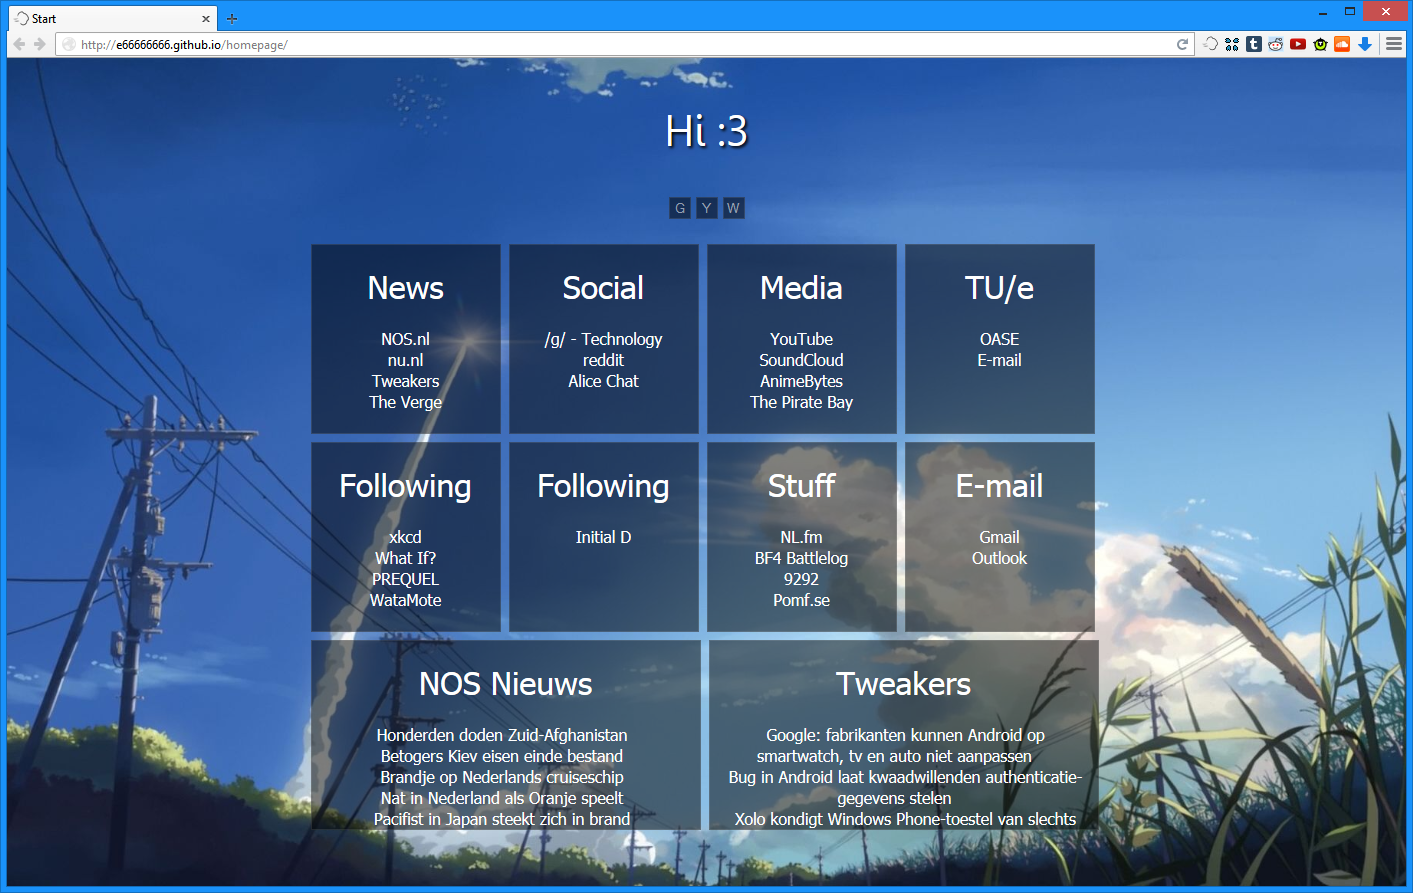 Start
http://e66666666.github.io/homepage/
Hi :3
G Y W
News
NOS.nl
nu.nl
Tweakers
The Verge
Social
/g/ - Technology
reddit
Alice Chat
Media
YouTube
SoundCloud
AnimeBytes
The Pirate Bay
TU/e
OASE
E-mail
Following
xkcd
What If?
PREQUEL
WataMote
Following
Initial D
Stuff
NL.fm
BF4 Battlelog
9292
Pomf.se
E-mail
Gmail
Outlook
NOS Nieuws
Honderden doden Zuid-Afghanistan
Betogers Kiev eisen einde bestand
Brandje op Nederlands cruiseschip
Nat in Nederland als Oranje speelt
Pacifist in Japan steekt zich in brand
Tweakers
Google: fabrikanten kunnen Android op
smartwatch, tv en auto niet aanpassen
Bug in Android laat kwaadwillenden authenticatie-
gegevens stelen
Xolo kondigt Windows Phone-toestel van slechts